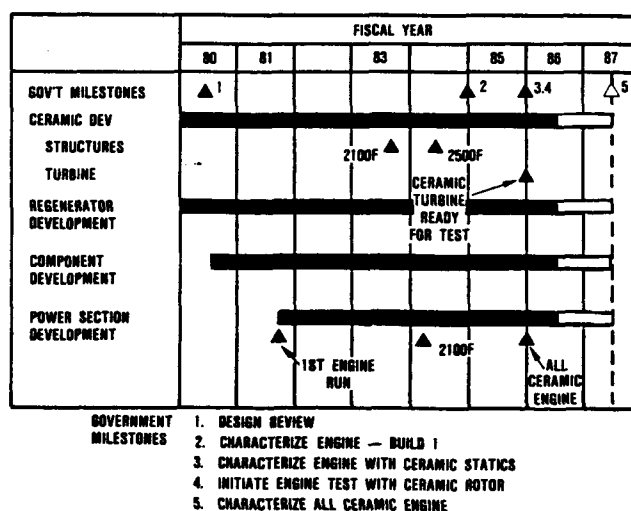 FISCAL YEAR
80 81 83 85 86 87
GOV'T MILESTONES 1 2 3.4 5
CERAMIC DEV
STRUCTURES 2100F 2500F
TURBINE
CERAMIC
TURBINE
READY
FOR TEST
REGENERATOR
DEVELOPMENT
COMPONENT
DEVELOPMENT
POWER SECTION
DEVELOPMENT
1ST ENGINE
RUN
2100F
ALL
CERAMIC
ENGINE
GOVERNMENT
MILESTONES
1. DESIGN REVIEW
2. CHARACTERIZE ENGINE — BUILD 1
3. CHARACTERIZE ENGINE WITH CERAMIC STATICS
4. INITIATE ENGINE TEST WITH CERAMIC ROTOR
5. CHARACTERIZE ALL CERAMIC ENGINE